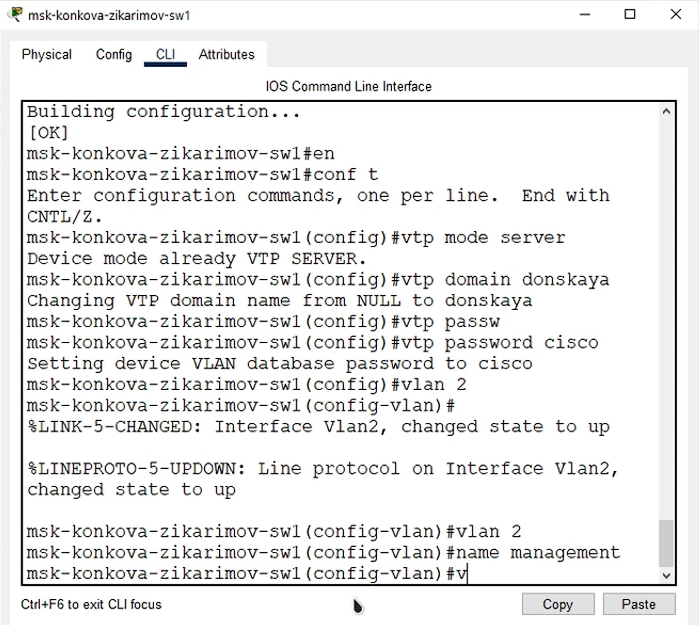 msk-konkova-zikarimov-sw1
Physical Config CLI Attributes
IOS Command Line Interface
Building configuration...
[OK]
msk-konkova-zikarimov-sw1#en
msk-konkova-zikarimov-sw1#conf t
Enter configuration commands, one per line.  End with
CNTL/Z.
msk-konkova-zikarimov-sw1(config)#vtp mode server
Device mode already VTP SERVER.
msk-konkova-zikarimov-sw1(config)#vtp domain donskaya
Changing VTP domain name from NULL to donskaya
msk-konkova-zikarimov-sw1(config)#vtp passw
msk-konkova-zikarimov-sw1(config)#vtp password cisco
Setting device VLAN database password to cisco
msk-konkova-zikarimov-sw1(config)#vlan 2
msk-konkova-zikarimov-sw1(config-vlan)#
%LINK-5-CHANGED: Interface Vlan2, changed state to up
%LINEPROTO-5-UPDOWN: Line protocol on Interface Vlan2,
changed state to up
msk-konkova-zikarimov-sw1(config-vlan)#vlan 2
msk-konkova-zikarimov-sw1(config-vlan)#name management
msk-konkova-zikarimov-sw1(config-vlan)#v
Ctrl+F6 to exit CLI focus Copy Paste